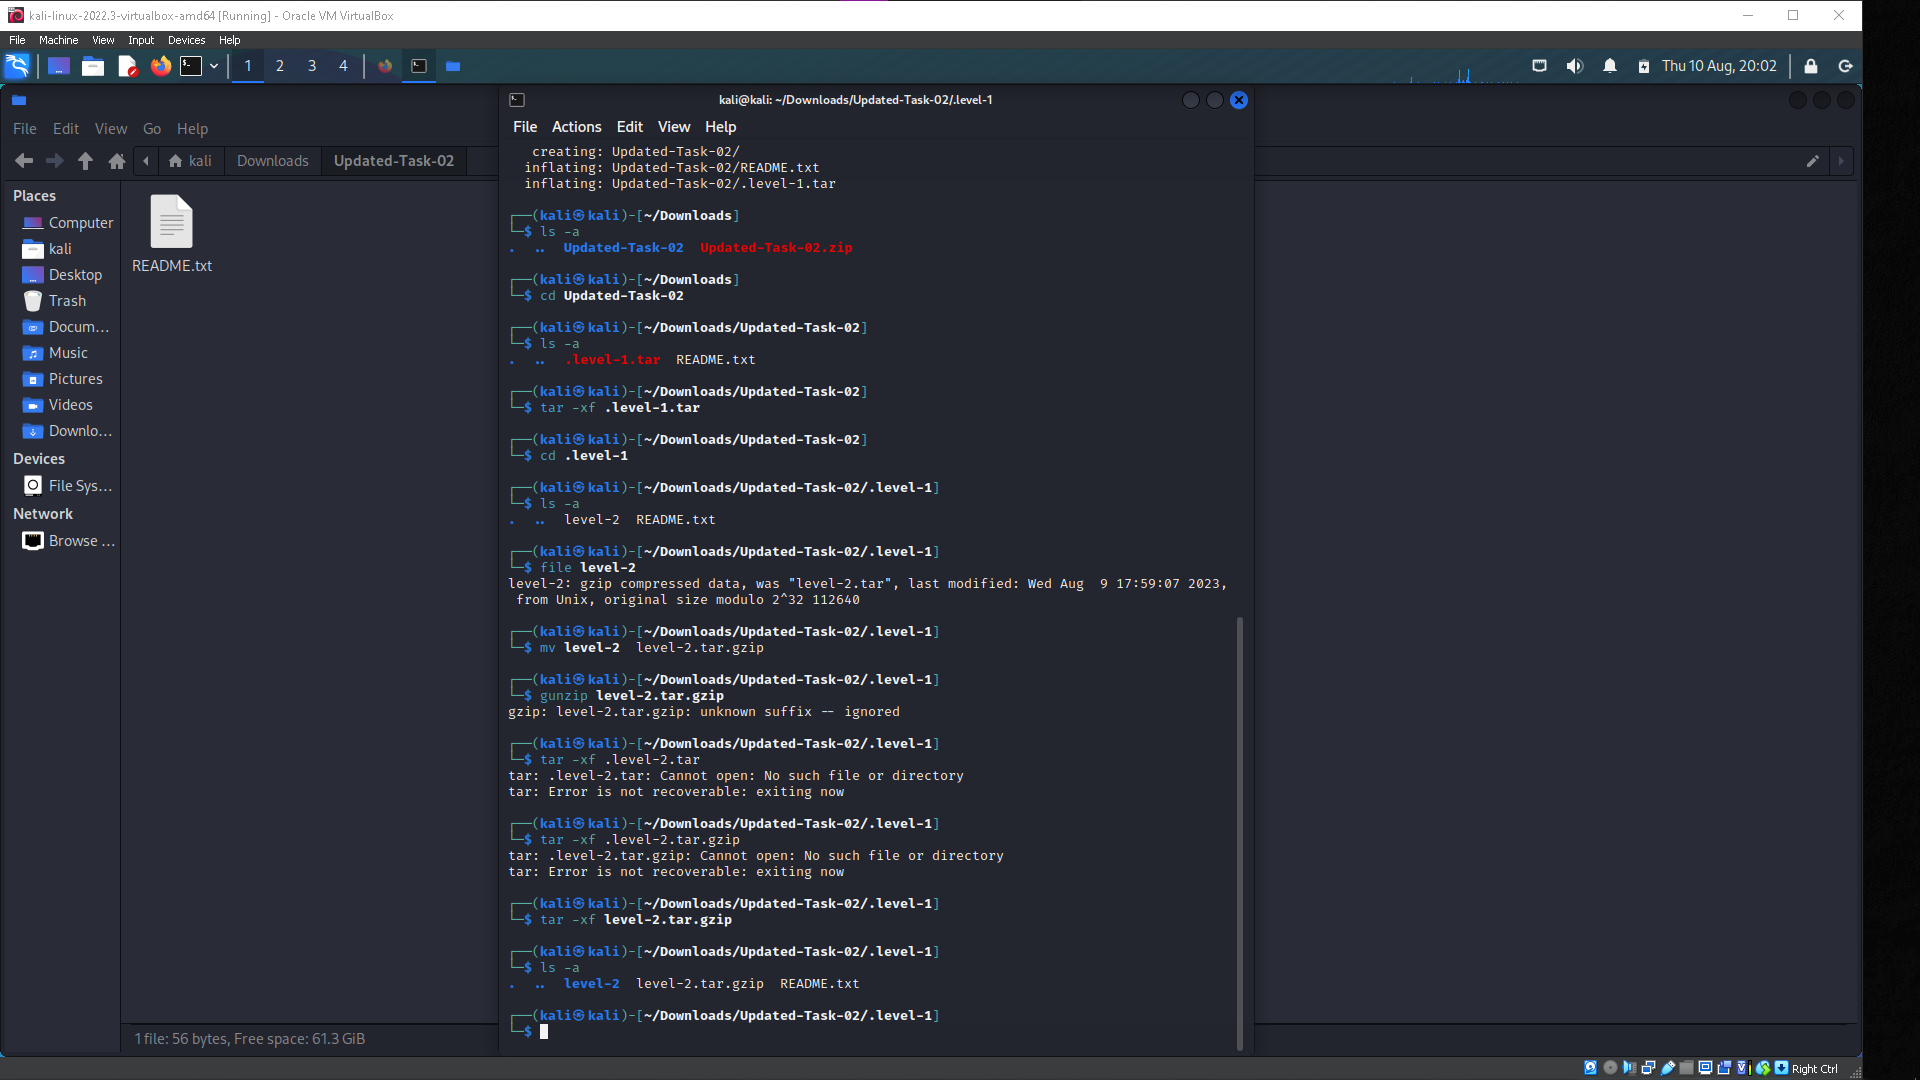 kali-linux-2022.3-virtualbox-amd64 [Running] - Oracle VM VirtualBox
File Machine View Input Devices Help
1 2 3 4
Thu 10 Aug, 20:02
kali@kali: ~/Downloads/Updated-Task-02/.level-1
File Edit View Go Help
kali Downloads Updated-Task-02
Places
Computer
kali
Desktop
Trash
Docum...
Music
Pictures
Videos
Downlo...
Devices
File Sys...
Network
Browse ...
README.txt
1 file: 56 bytes, Free space: 61.3 GiB
File Actions Edit View Help
creating: Updated-Task-02/
inflating: Updated-Task-02/README.txt
inflating: Updated-Task-02/.level-1.tar
┌──(kali㉿kali)-[~/Downloads]
└─$ ls -a
. .. Updated-Task-02 Updated-Task-02.zip
┌──(kali㉿kali)-[~/Downloads]
└─$ cd Updated-Task-02
┌──(kali㉿kali)-[~/Downloads/Updated-Task-02]
└─$ ls -a
. .. .level-1.tar README.txt
┌──(kali㉿kali)-[~/Downloads/Updated-Task-02]
└─$ tar -xf .level-1.tar
┌──(kali㉿kali)-[~/Downloads/Updated-Task-02]
└─$ cd .level-1
┌──(kali㉿kali)-[~/Downloads/Updated-Task-02/.level-1]
└─$ ls -a
. .. level-2 README.txt
┌──(kali㉿kali)-[~/Downloads/Updated-Task-02/.level-1]
└─$ file level-2
level-2: gzip compressed data, was "level-2.tar", last modified: Wed Aug  9 17:59:07 2023,
from Unix, original size modulo 2^32 112640
┌──(kali㉿kali)-[~/Downloads/Updated-Task-02/.level-1]
└─$ mv level-2  level-2.tar.gzip
┌──(kali㉿kali)-[~/Downloads/Updated-Task-02/.level-1]
└─$ gunzip level-2.tar.gzip
gzip: level-2.tar.gzip: unknown suffix -- ignored
┌──(kali㉿kali)-[~/Downloads/Updated-Task-02/.level-1]
└─$ tar -xf .level-2.tar
tar: .level-2.tar: Cannot open: No such file or directory
tar: Error is not recoverable: exiting now
┌──(kali㉿kali)-[~/Downloads/Updated-Task-02/.level-1]
└─$ tar -xf .level-2.tar.gzip
tar: .level-2.tar.gzip: Cannot open: No such file or directory
tar: Error is not recoverable: exiting now
┌──(kali㉿kali)-[~/Downloads/Updated-Task-02/.level-1]
└─$ tar -xf level-2.tar.gzip
┌──(kali㉿kali)-[~/Downloads/Updated-Task-02/.level-1]
└─$ ls -a
. .. level-2 level-2.tar.gzip README.txt
┌──(kali㉿kali)-[~/Downloads/Updated-Task-02/.level-1]
└─$
Right Ctrl